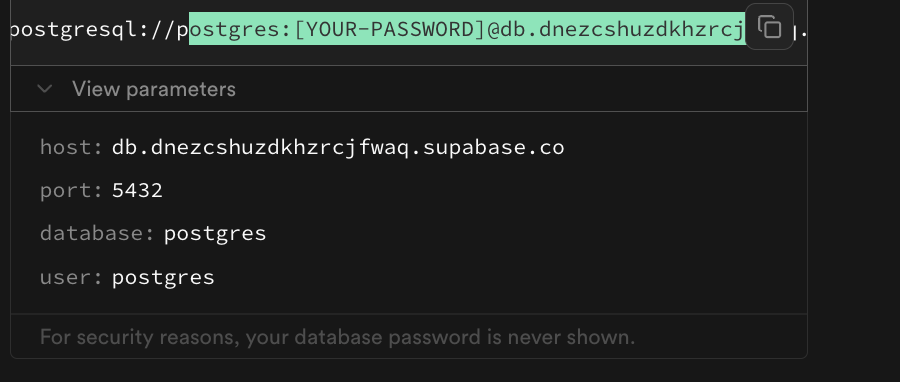 postgresql://postgres:[YOUR-PASSWORD]@db.dnezcshuzdkhzrcj
View parameters
host: db.dnezcshuzdkhzrcjfwaq.supabase.co
port: 5432
database: postgres
user: postgres
For security reasons, your database password is never shown.